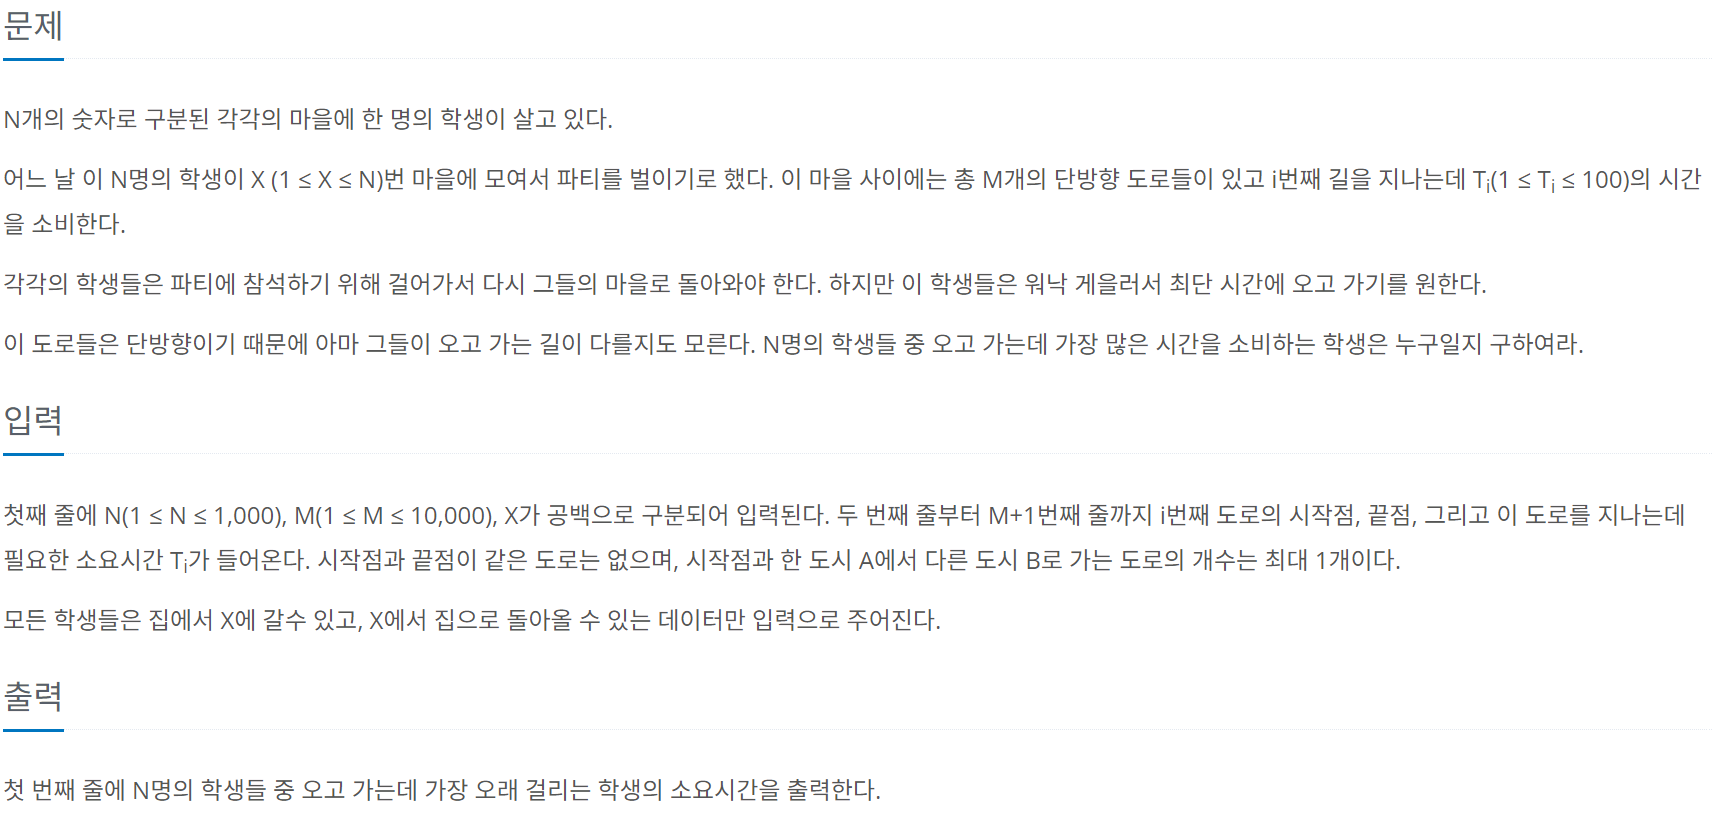 문제
N개의 숫자로 구분된 각각의 마을에 한 명의 학생이 살고 있다.
어느 날 이 N명의 학생이 X (1 ≤ X ≤ N)번 마을에 모여서 파티를 벌이기로 했다. 이 마을 사이에는 총 M개의 단방향 도로들이 있고 i번째 길을 지나는데 Ti(1 ≤ Ti ≤ 100)의 시간
을 소비한다.
각각의 학생들은 파티에 참석하기 위해 걸어가서 다시 그들의 마을로 돌아와야 한다. 하지만 이 학생들은 워낙 게을러서 최단 시간에 오고 가기를 원한다.
이 도로들은 단방향이기 때문에 아마 그들이 오고 가는 길이 다를지도 모른다. N명의 학생들 중 오고 가는데 가장 많은 시간을 소비하는 학생은 누구일지 구하여라.
입력
첫째 줄에 N(1 ≤ N ≤ 1,000), M(1 ≤ M ≤ 10,000), X가 공백으로 구분되어 입력된다. 두 번째 줄부터 M+1번째 줄까지 i번째 도로의 시작점, 끝점, 그리고 이 도로를 지나는데
필요한 소요시간 Ti가 들어온다. 시작점과 끝점이 같은 도로는 없으며, 시작점과 한 도시 A에서 다른 도시 B로 가는 도로의 개수는 최대 1개이다.
모든 학생들은 집에서 X에 갈수 있고, X에서 집으로 돌아올 수 있는 데이터만 입력으로 주어진다.
출력
첫 번째 줄에 N명의 학생들 중 오고 가는데 가장 오래 걸리는 학생의 소요시간을 출력한다.